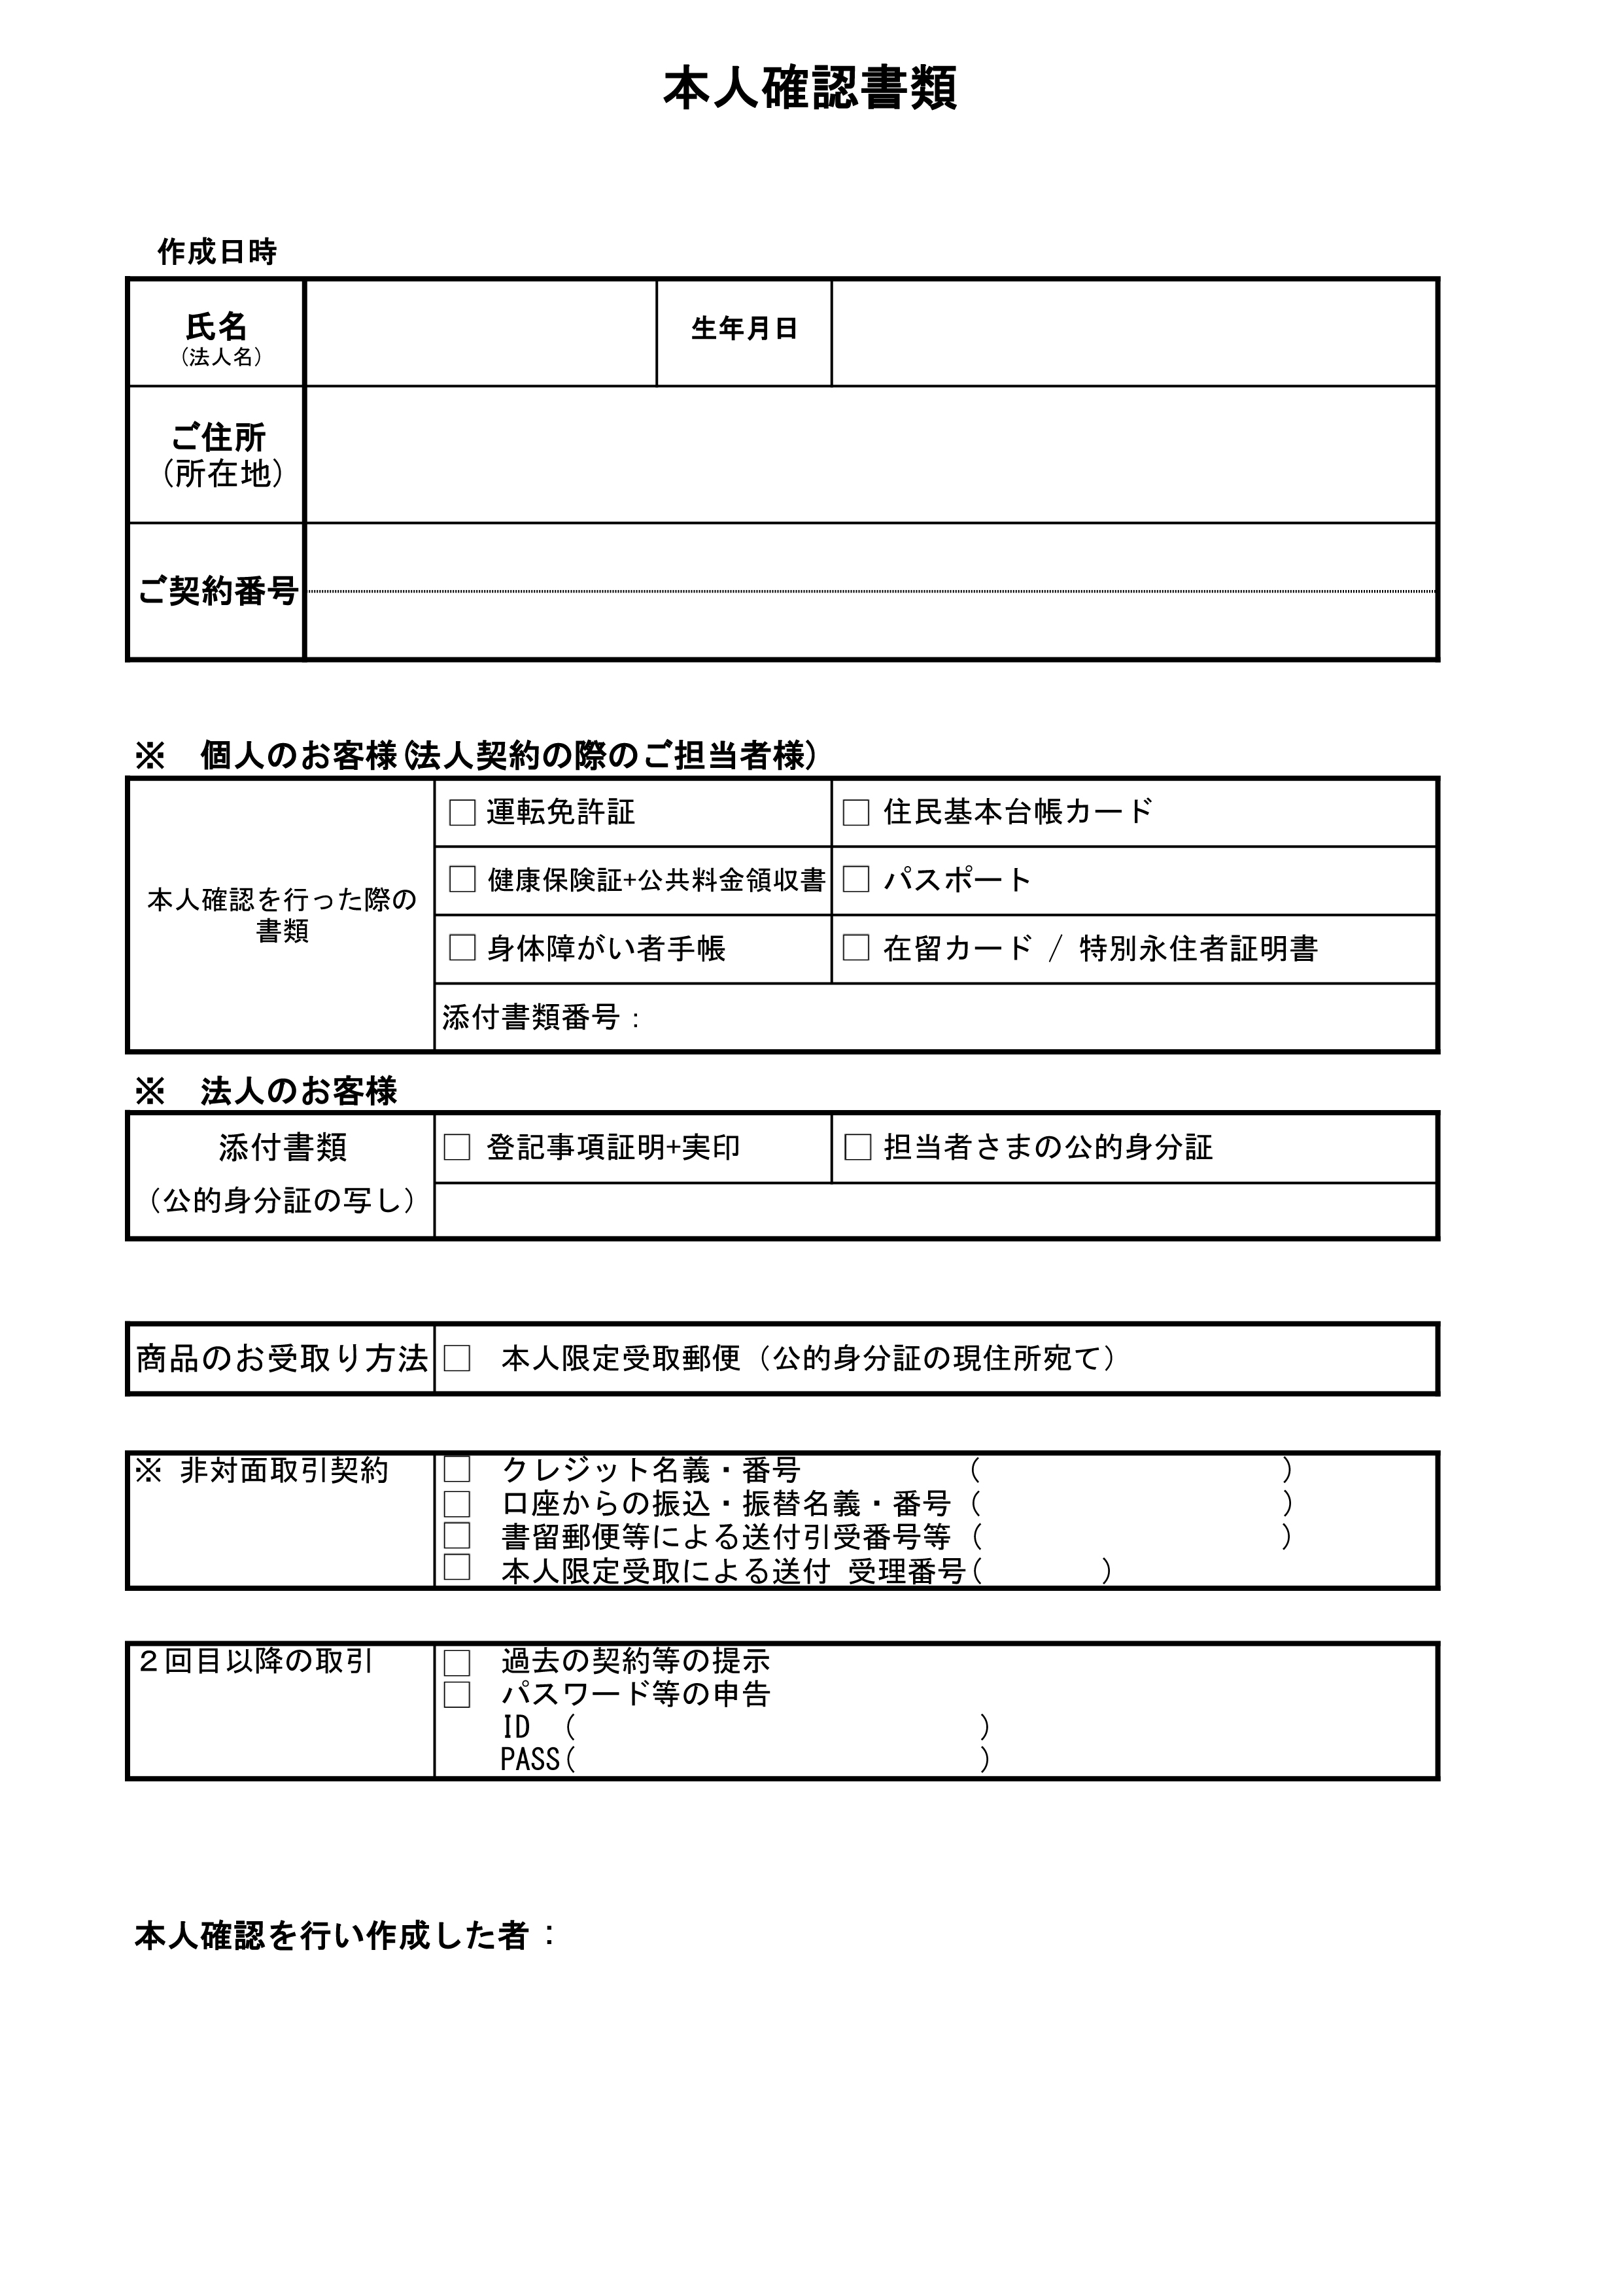 本人確認書類
作成日時
氏名
（法人名）
生年月日
ご住所
（所在地）
ご契約番号
※　個人のお客様（法人契約の際のご担当者様）
本人確認を行った際の
書類
□ 運転免許証
□ 住民基本台帳カード
□ 健康保険証+公共料金領収書
□ パスポート
□ 身体障がい者手帳
□ 在留カード / 特別永住者証明書
添付書類番号：
※　法人のお客様
添付書類
（公的身分証の写し）
□ 登記事項証明+実印
□ 担当者さまの公的身分証
商品のお受取り方法
□　本人限定受取郵便（公的身分証の現住所宛て）
※ 非対面取引契約
□　クレジット名義・番号　　　　　（　　　　　　　　　　）
□　口座からの振込・振替名義・番号（　　　　　　　　　　）
□　書留郵便等による送付引受番号等（　　　　　　　　　　）
□　本人限定受取による送付 受理番号（　　　　）
２回目以降の取引
□　過去の契約等の提示
□　パスワード等の申告
ID　（　　　　　　　　　　　　　）
PASS（　　　　　　　　　　　　　）
本人確認を行い作成した者：